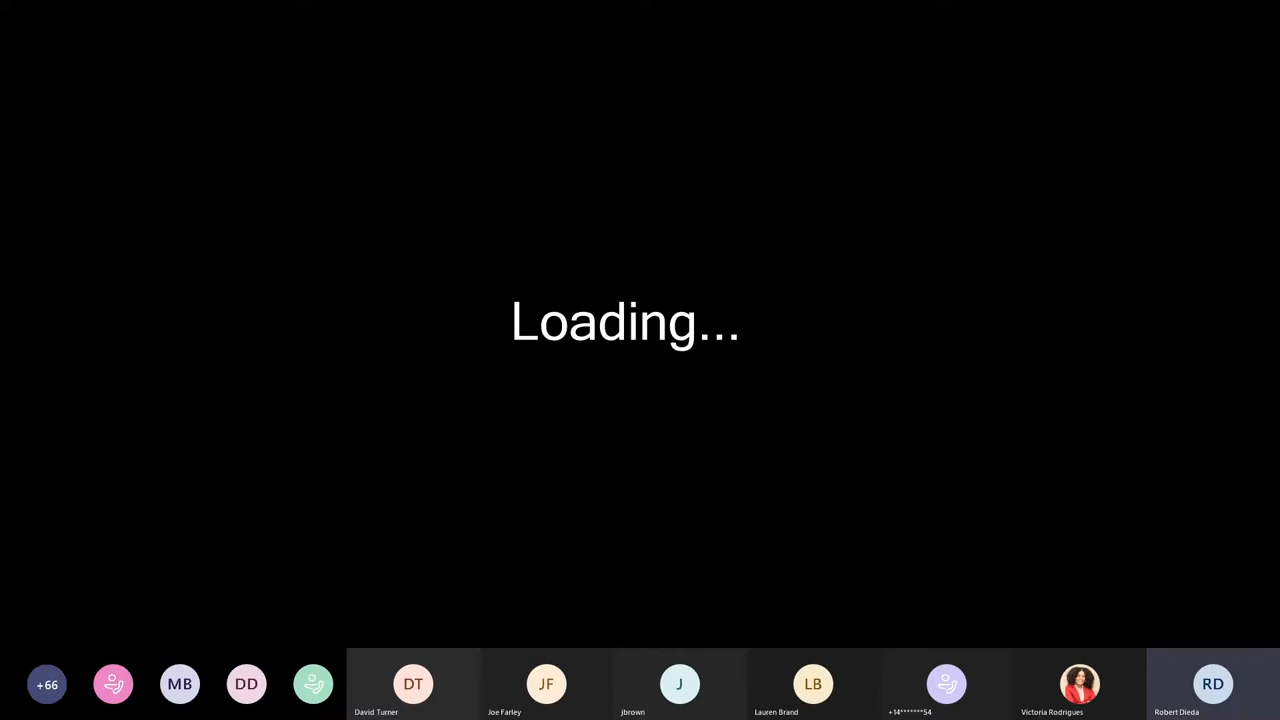 Loading...
+66
MB
DD
DT
JF
J
LB
RD
David Turner
Joe Farley
jbrown
Lauren Brand
+14*******54
Victoria Rodrigues
Robert Dieda